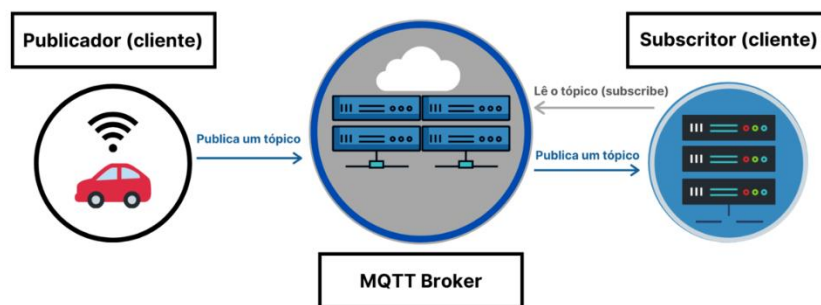 Publicador (cliente)
Subscritor (cliente)
Lê o tópico (subscribe)
Publica um tópico
Publica um tópico
MQTT Broker